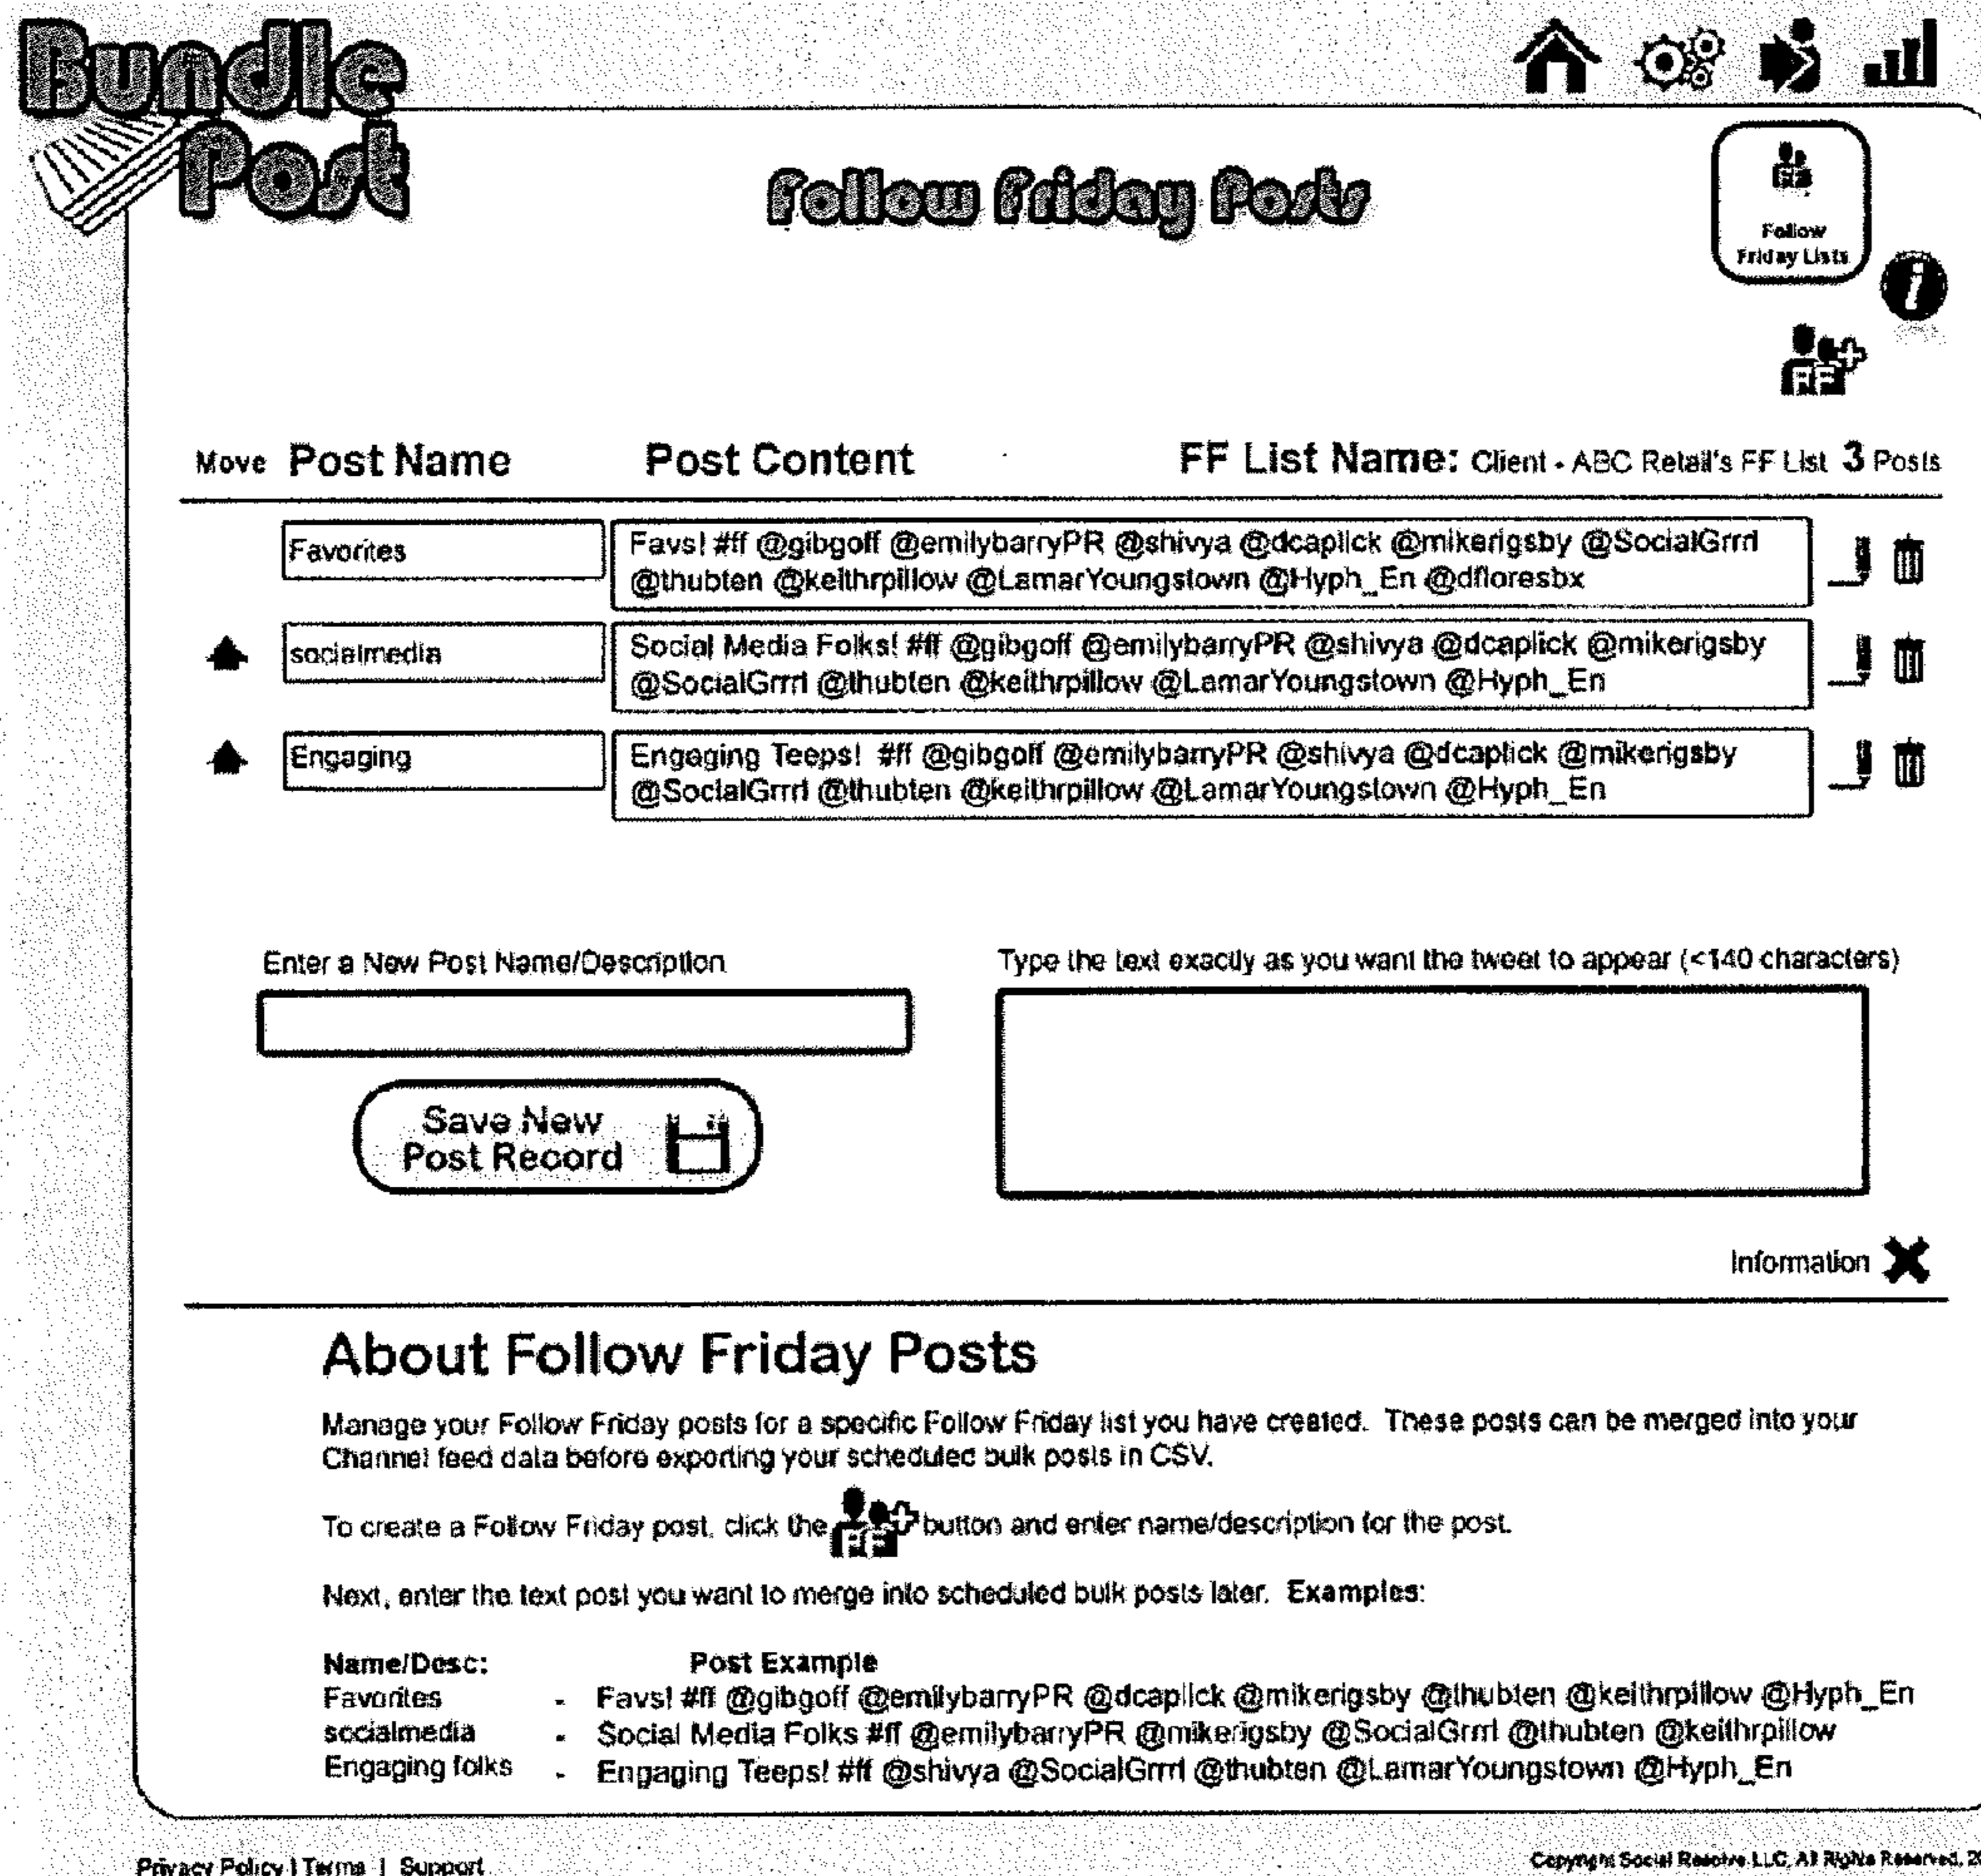 Bundle
Post
Follow Friday Posts
Follow
Friday Lists
i
FF
Move Post Name Post Content FF List Name: Client - ABC Retail's FF List 3 Posts
Favorites
Favs! #ff @gibgoff @emilybarryPR @shivya @dcaplick @mikerigsby @SocialGrrrl
@thubten @keithrpillow @LamarYoungstown @Hyph_En @dfloresbx
socialmedia
Social Media Folks! #ff @gibgoff @emilybarryPR @shivya @dcaplick @mikerigsby
@SocialGrrrl @thubten @keithrpillow @LamarYoungstown @Hyph_En
Engaging
Engaging Teeps! #ff @gibgoff @emilybarryPR @shivya @dcaplick @mikerigsby
@SocialGrrrl @thubten @keithrpillow @LamarYoungstown @Hyph_En
Enter a New Post Name/Description
Type the text exactly as you want the tweet to appear (<140 characters)
Save New
Post Record
Information
About Follow Friday Posts
Manage your Follow Friday posts for a specific Follow Friday list you have created. These posts can be merged into your
Channel feed data before exporting your scheduled bulk posts in CSV.
To create a Follow Friday post, click the FF button and enter name/description for the post.
Next, enter the text post you want to merge into scheduled bulk posts later. Examples:
Name/Desc: Post Example
Favorites - Favs! #ff @gibgoff @emilybarryPR @dcaplick @mikerigsby @thubten @keithrpillow @Hyph_En
socialmedia - Social Media Folks #ff @emilybarryPR @mikerigsby @SocialGrrrl @thubten @keithrpillow
Engaging folks - Engaging Teeps! #ff @shivya @SocialGrrrl @thubten @LamarYoungstown @Hyph_En
Privacy Policy | Terms | Support
Copyright Social Resolve LLC, All Rights Reserved,